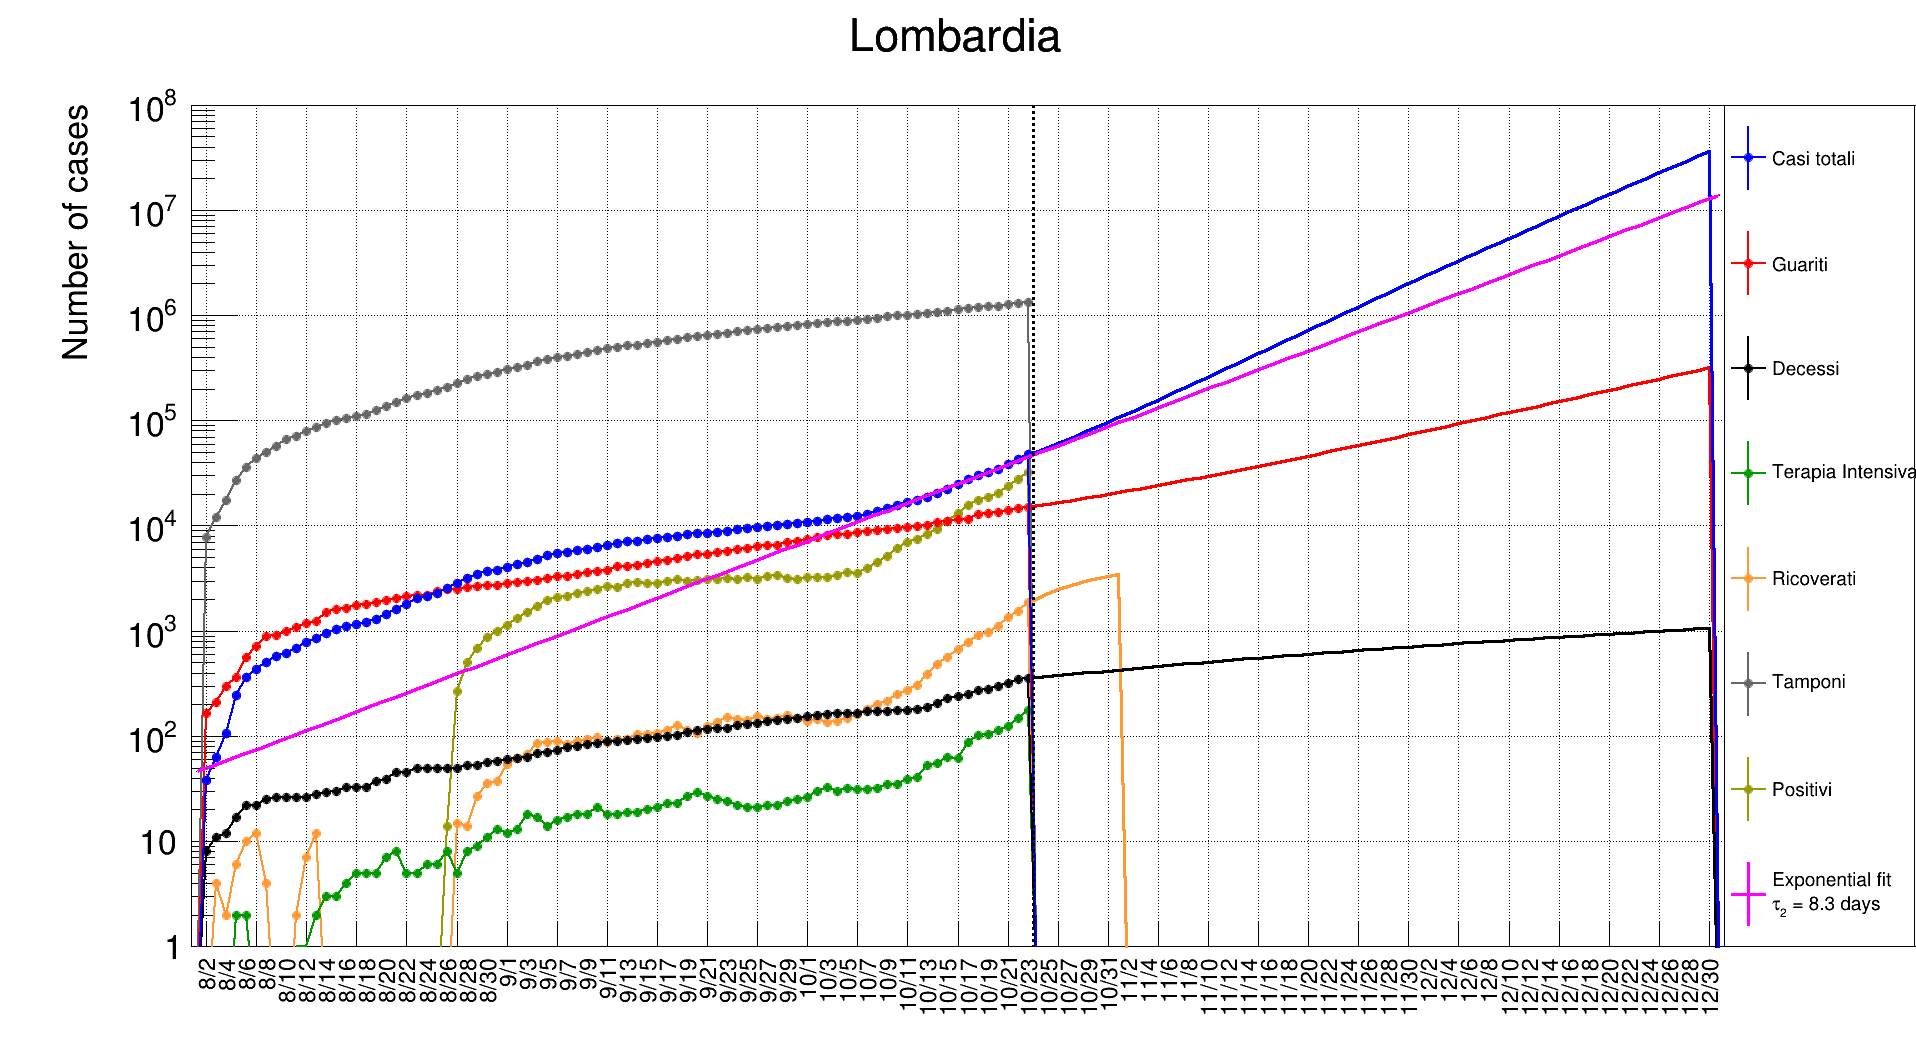 Lombardia
Number of cases
10^8
10^7
10^6
10^5
10^4
10^3
10^2
10
1
8/2 8/4 8/6 8/8 8/10 8/12 8/14 8/16 8/18 8/20 8/22 8/24 8/26 8/28 8/30 9/1 9/3 9/5 9/7 9/9 9/11 9/13 9/15 9/17 9/19 9/21 9/23 9/25 9/27 9/29 10/1 10/3 10/5 10/7 10/9 10/11 10/13 10/15 10/17 10/19 10/21 10/23 10/25 10/27 10/29 10/31 11/2 11/4 11/6 11/8 11/10 11/12 11/14 11/16 11/18 11/20 11/22 11/24 11/26 11/28 11/30 12/2 12/4 12/6 12/8 12/10 12/12 12/14 12/16 12/18 12/20 12/22 12/24 12/26 12/28 12/30
Casi totali
Guariti
Decessi
Terapia Intensiva
Ricoverati
Tamponi
Positivi
Exponential fit
τ₂ = 8.3 days